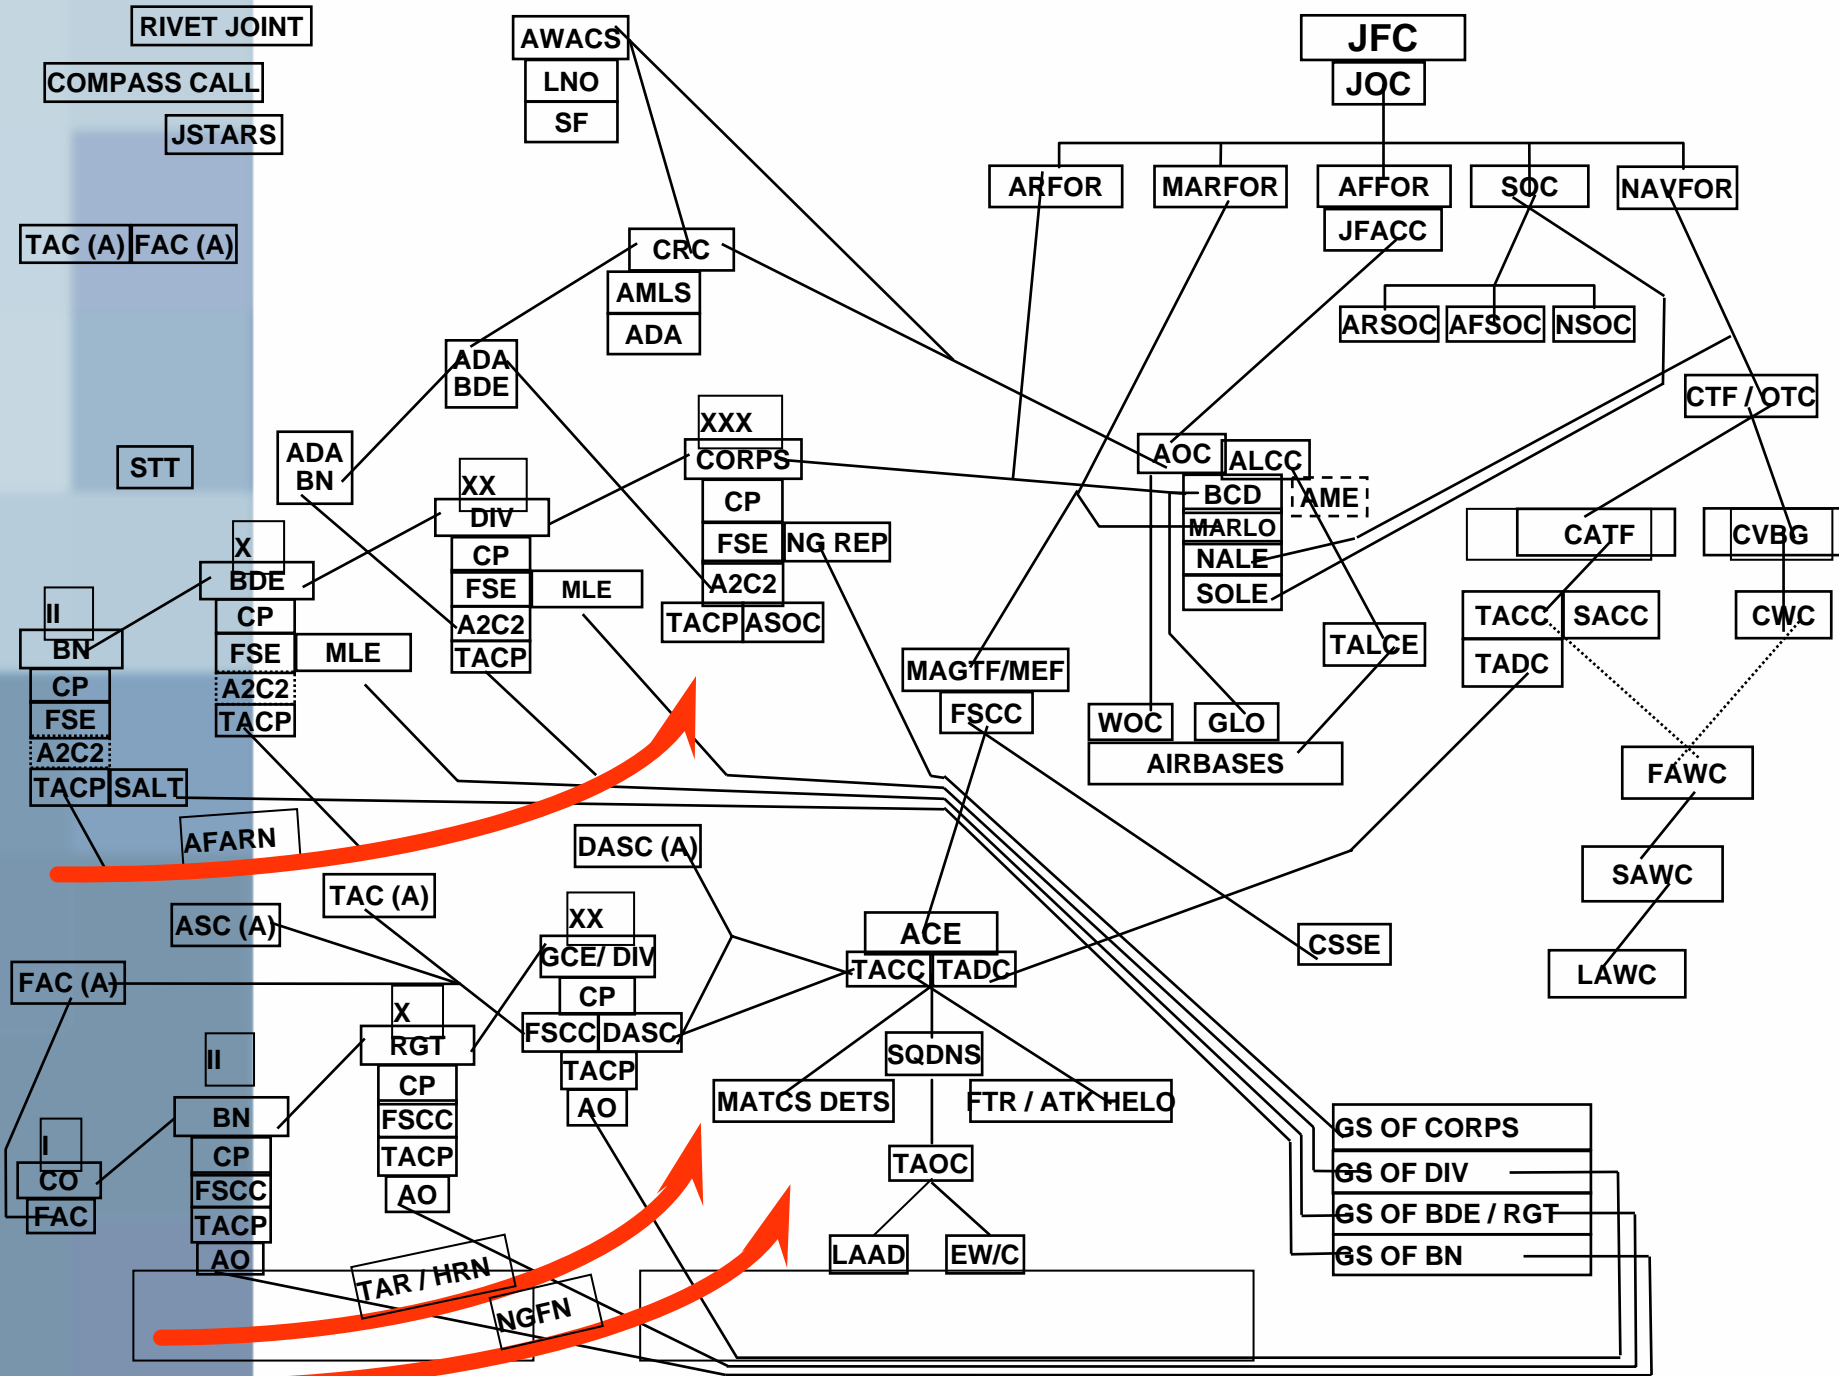 RIVET JOINT
COMPASS CALL
JSTARS
TAC (A) FAC (A)
STT
AWACS
LNO
SF
CRC
AMLS
ADA
ADA
BDE
ADA
BN
JFC
JOC
ARFOR
MARFOR
AFFOR
SOC
NAVFOR
JFACC
ARSOC
AFSOC
NSOC
CTF / OTC
XXX
CORPS
CP
FSE
NG REP
A2C2
TACP
ASOC
XX
DIV
CP
FSE
MLE
A2C2
TACP
X
BDE
CP
FSE
MLE
A2C2
TACP
II
BN
CP
FSE
A2C2
TACP
SALT
AOC
ALCC
BCD
AME
MARLO
NALE
SOLE
TALCE
WOC
GLO
AIRBASES
MAGTF/MEF
FSCC
CATF
CVBG
TACC
SACC
CWC
TADC
FAWC
SAWC
LAWC
AFARN
DASC (A)
TAC (A)
ASC (A)
FAC (A)
XX
GCE/ DIV
CP
FSCC
DASC
TACP
AO
X
RGT
CP
FSCC
TACP
AO
II
BN
CP
FSCC
TACP
AO
I
CO
FAC
ACE
TACC
TADC
CSSE
SQDNS
MATCS DETS
FTR / ATK HELO
TAOC
LAAD
EW/C
GS OF CORPS
GS OF DIV
GS OF BDE / RGT
GS OF BN
TAR / HRN
NGFN